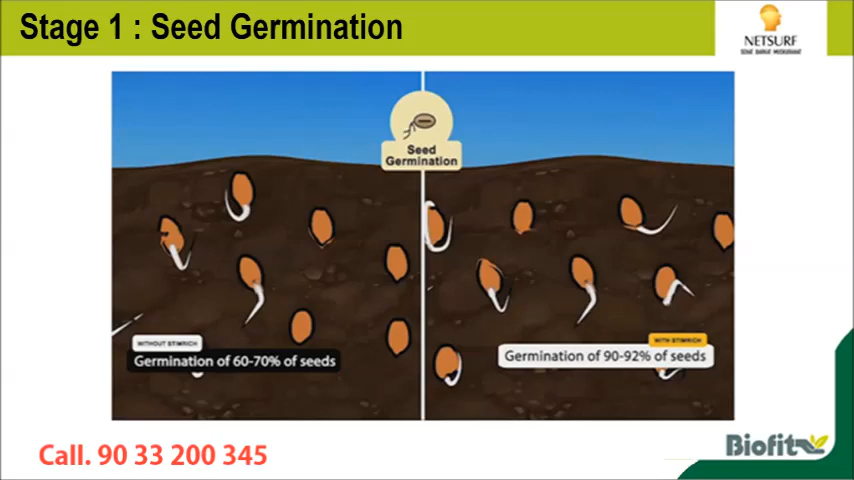 Stage 1 : Seed Germination
NETSURF
Seed
Germination
WITHOUT STIMRICH
Germination of 60-70% of seeds
WITH STIMRICH
Germination of 90-92% of seeds
Call. 90 33 200 345
Biofit